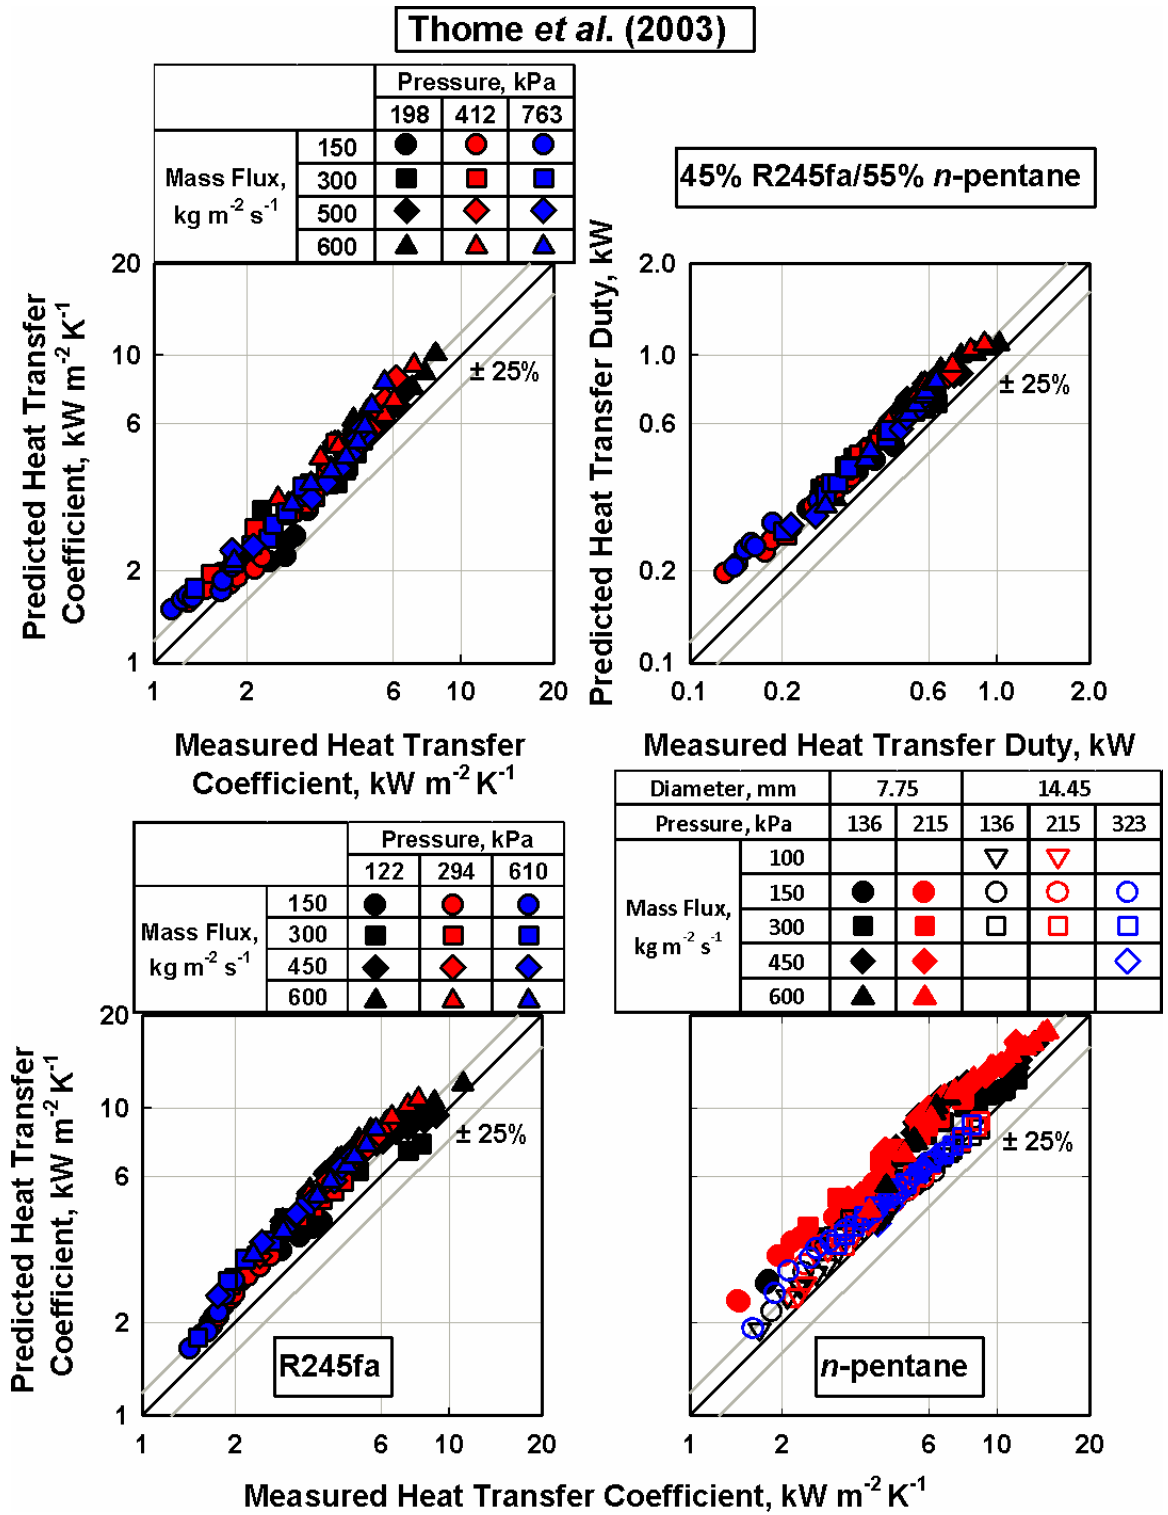 Thome et al. (2003)
Pressure, kPa
198 412 763
Mass Flux,
kg m-2 s-1
150
300
500
600
45% R245fa/55% n-pentane
Predicted Heat Transfer
Coefficient, kW m-2 K-1
20
10
6
2
1
± 25%
1 2 6 10 20
Measured Heat Transfer
Coefficient, kW m-2 K-1
Predicted Heat Transfer Duty, kW
2.0
1.0
0.6
0.2
0.1
± 25%
0.1 0.2 0.6 1.0 2.0
Measured Heat Transfer Duty, kW
Pressure, kPa
122 294 610
Mass Flux,
kg m-2 s-1
150
300
450
600
Diameter, mm 7.75 14.45
Pressure, kPa 136 215 136 215 323
Mass Flux,
kg m-2 s-1
100
150
300
450
600
Predicted Heat Transfer
Coefficient, kW m-2 K-1
20
10
6
2
1
± 25%
R245fa
1 2 6 10 20
± 25%
n-pentane
1 2 6 10 20
Measured Heat Transfer Coefficient, kW m-2 K-1